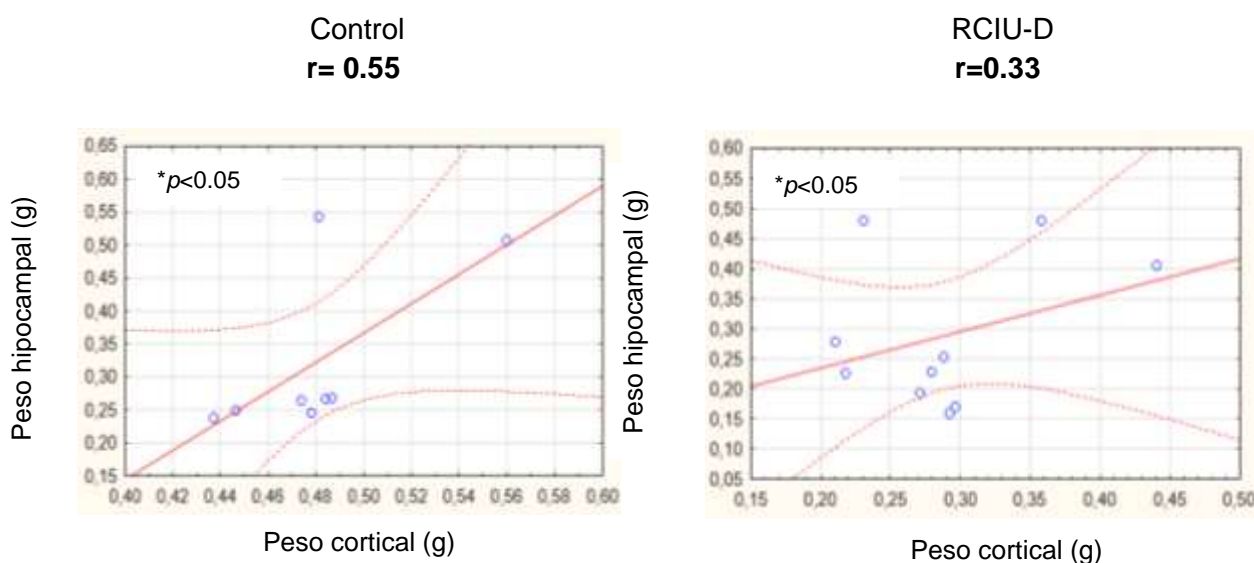 Control
r= 0.55
RCIU-D
r=0.33
*p<0.05
Peso hipocampal (g)
0,65
0,60
0,55
0,50
0,45
0,40
0,35
0,30
0,25
0,20
0,15
0,40 0,42 0,44 0,46 0,48 0,50 0,52 0,54 0,56 0,58 0,60
Peso cortical (g)
*p<0.05
Peso hipocampal (g)
0,60
0,55
0,50
0,45
0,40
0,35
0,30
0,25
0,20
0,15
0,10
0,05
0,15 0,20 0,25 0,30 0,35 0,40 0,45 0,50
Peso cortical (g)